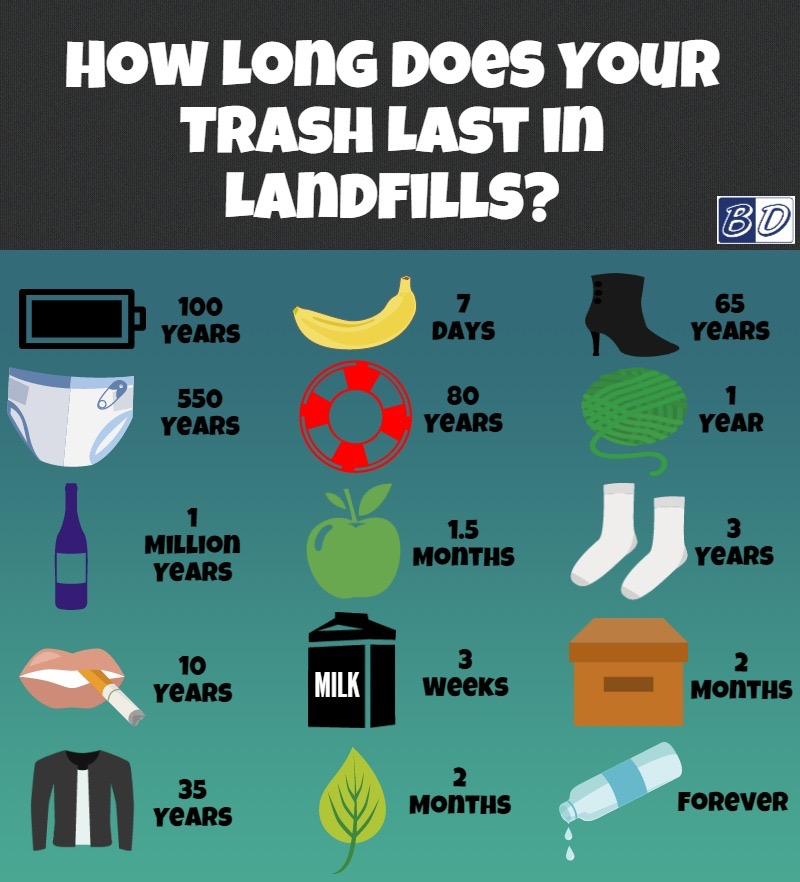 How Long Does Your
Trash Last in
Landfills?
BD
100
Years
7
Days
65
Years
550
Years
80
Years
1
Year
1
Million
Years
1.5
Months
3
Years
10
Years
MILK
3
Weeks
2
Months
35
Years
2
Months
Forever